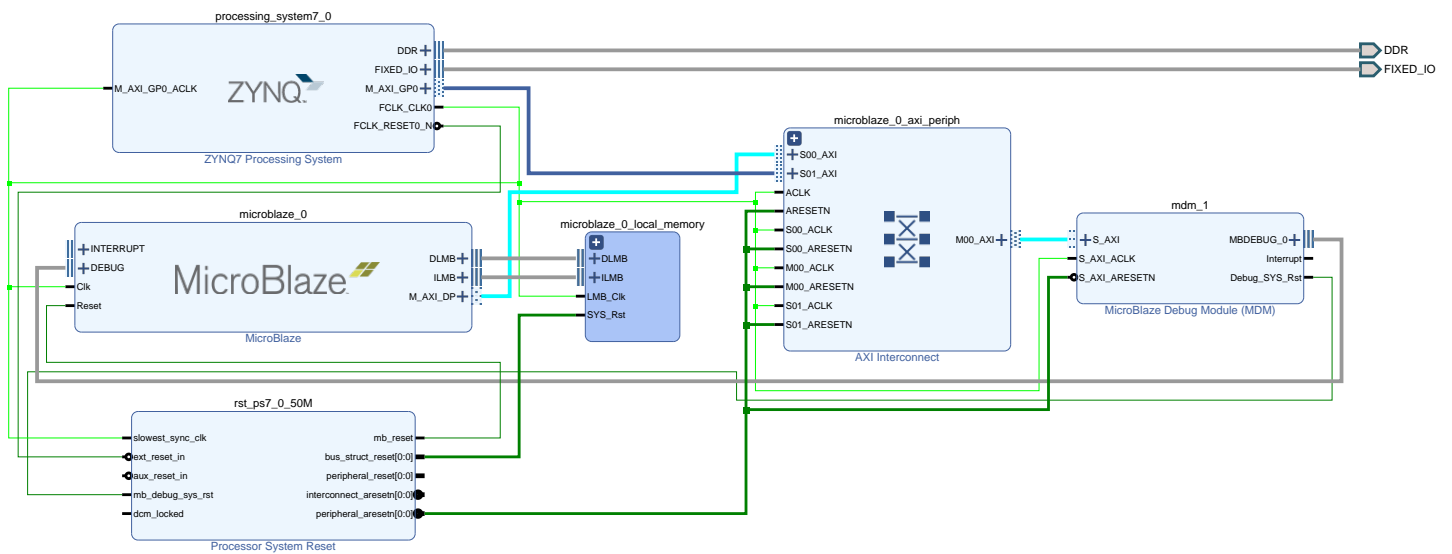 processing_system7_0
DDR
FIXED_IO
M_AXI_GP0_ACLK
M_AXI_GP0
FCLK_CLK0
FCLK_RESET0_N
ZYNQ
ZYNQ7 Processing System
DDR
FIXED_IO
microblaze_0
INTERRUPT
DEBUG
Clk
Reset
DLMB
ILMB
M_AXI_DP
MicroBlaze
MicroBlaze
microblaze_0_local_memory
DLMB
ILMB
LMB_Clk
SYS_Rst
microblaze_0_axi_periph
S00_AXI
S01_AXI
ACLK
ARESETN
S00_ACLK
S00_ARESETN
M00_ACLK
M00_ARESETN
S01_ACLK
S01_ARESETN
M00_AXI
AXI Interconnect
mdm_1
S_AXI
S_AXI_ACLK
S_AXI_ARESETN
MBDEBUG_0
Interrupt
Debug_SYS_Rst
MicroBlaze Debug Module (MDM)
rst_ps7_0_50M
slowest_sync_clk
ext_reset_in
aux_reset_in
mb_debug_sys_rst
dcm_locked
mb_reset
bus_struct_reset[0:0]
peripheral_reset[0:0]
interconnect_aresetn[0:0]
peripheral_aresetn[0:0]
Processor System Reset